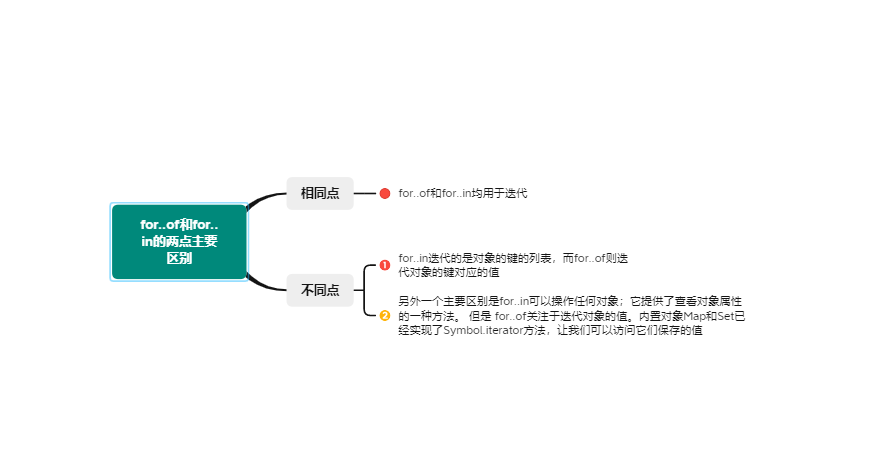 for..of和for..
in的两点主要
区别
相同点
for..of和for..in均用于迭代
不同点
1
for..in迭代的是对象的键的列表，而for..of则迭
代对象的键对应的值
2
另外一个主要区别是for..in可以操作任何对象；它提供了查看对象属性
的一种方法。 但是 for..of关注于迭代对象的值。内置对象Map和Set已
经实现了Symbol.iterator方法，让我们可以访问它们保存的值